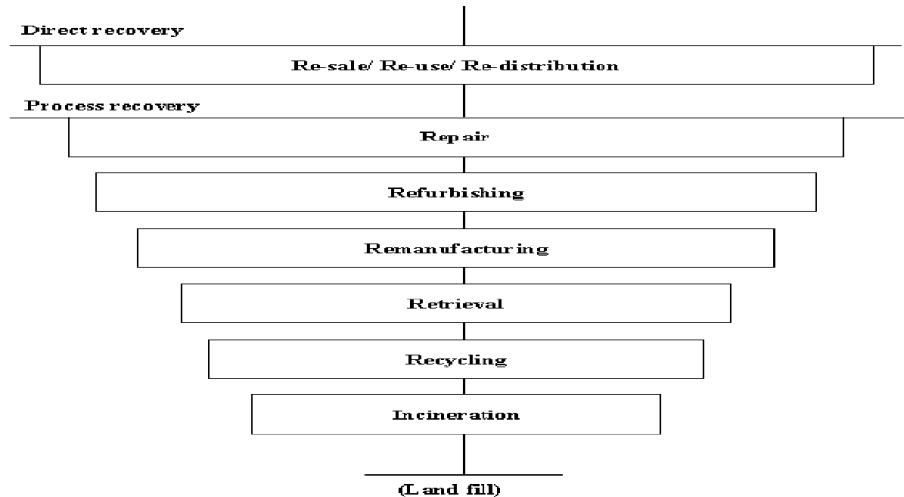 Direct recovery
Re-sale/ Re-use/ Re-distribution
Process recovery
Repair
Refurbishing
Remanufacturing
Retrieval
Recycling
Incineration
(Land fill)